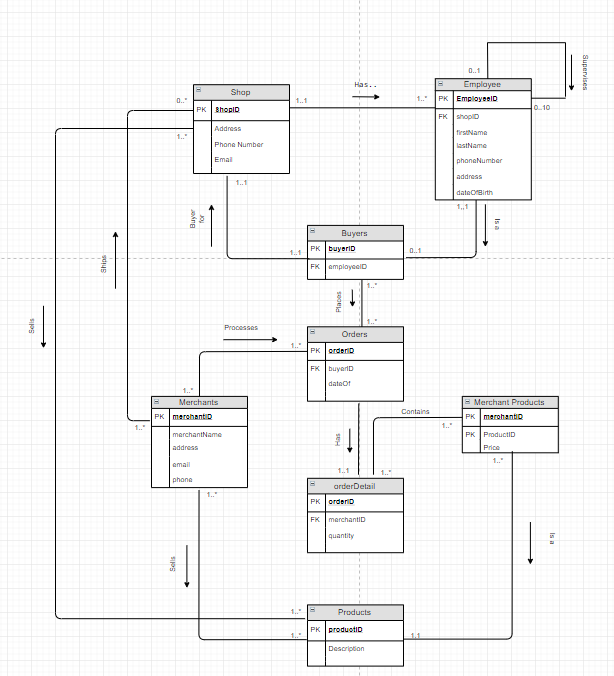 0..1
Supervises
Has..
Employee
Shop
0..*
1..1
1..*
PK EmployeeID
0..10
PK ShopID
FK shopID
1..*
Address
firstName
Phone Number
lastName
Email
phoneNumber
address
1..1
dateOfBirth
1..1
Buyer
for
Is a
Buyers
PK buyerID
1..1
0..1
Ships
FK employeeID
1..*
Places
Sells
Processes
1..*
Orders
1..*
PK orderID
FK buyerID
dateOf
1..*
Merchants
Merchant Products
Contains
PK merchantID
PK merchantID
1..*
1..*
merchantName
PK ProductID
Has
address
Price
email
1..*
1..1
1..*
phone
orderDetail
1..*
PK orderID
FK merchantID
quantity
Is a
Sells
1..*
Products
PK productID
1..*
1.1
Description